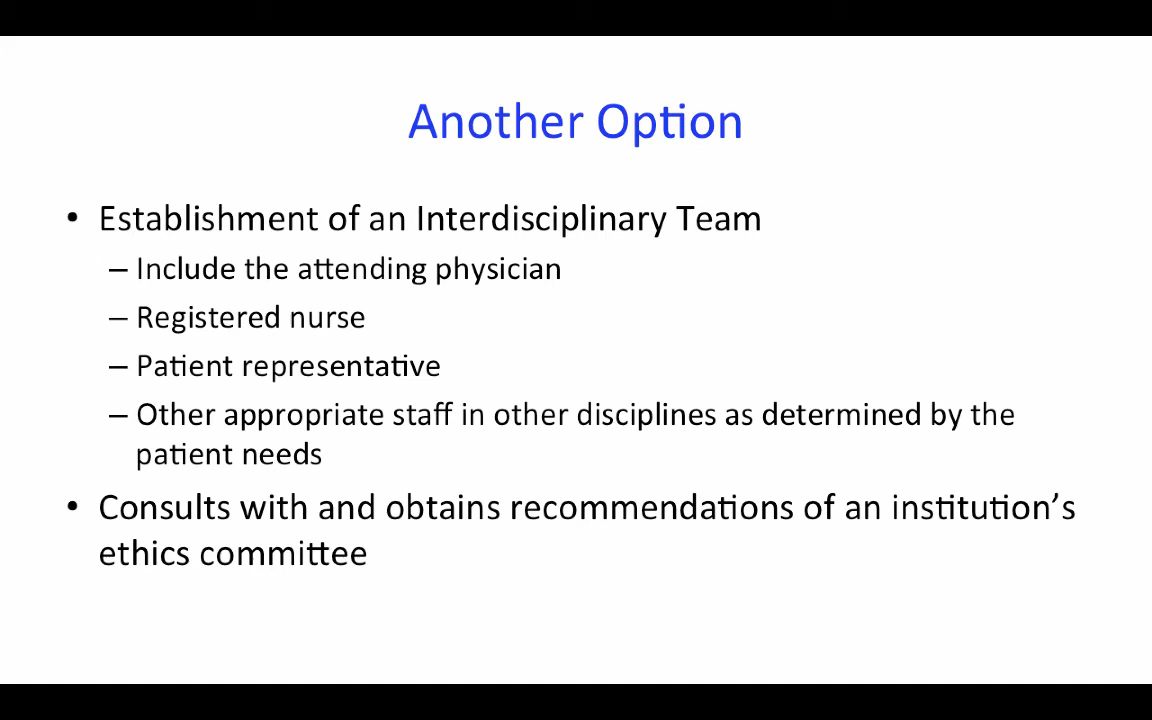 Another Option
• Establishment of an Interdisciplinary Team
– Include the attending physician
– Registered nurse
– Patient representative
– Other appropriate staff in other disciplines as determined by the
patient needs
• Consults with and obtains recommendations of an institution’s
ethics committee